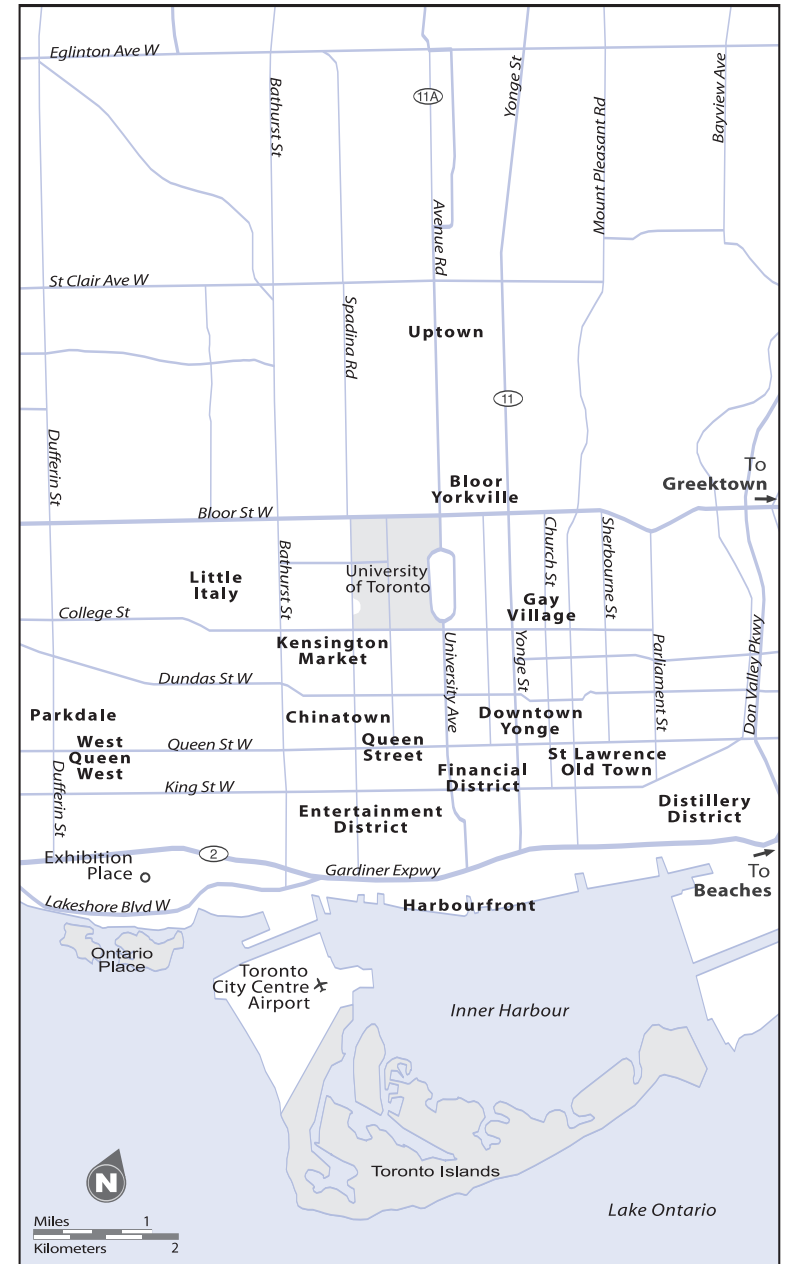 Eglinton Ave W
Bathurst St
11A
Yonge St
Mount Pleasant Rd
Bayview Ave
Avenue Rd
St Clair Ave W
Spadina Rd
Uptown
11
Dufferin St
Bloor
Yorkville
To
Greektown
Bloor St W
Bathurst St
Church St
Sherbourne St
University
of Toronto
Little
Italy
Gay
Village
College St
Kensington
Market
University Ave
Yonge St
Parliament St
Don Valley Pkwy
Dundas St W
Parkdale
Chinatown
Downtown
Yonge
West
Queen
West
Queen St W
Queen
Street
St Lawrence
Old Town
Financial
District
Dufferin St
King St W
Entertainment
District
Distillery
District
2
Exhibition
Place
Gardiner Expwy
To
Beaches
Lakeshore Blvd W
Harbourfront
Ontario
Place
Toronto
City Centre
Airport
Inner Harbour
Toronto Islands
N
Lake Ontario
Miles 1
Kilometers 2